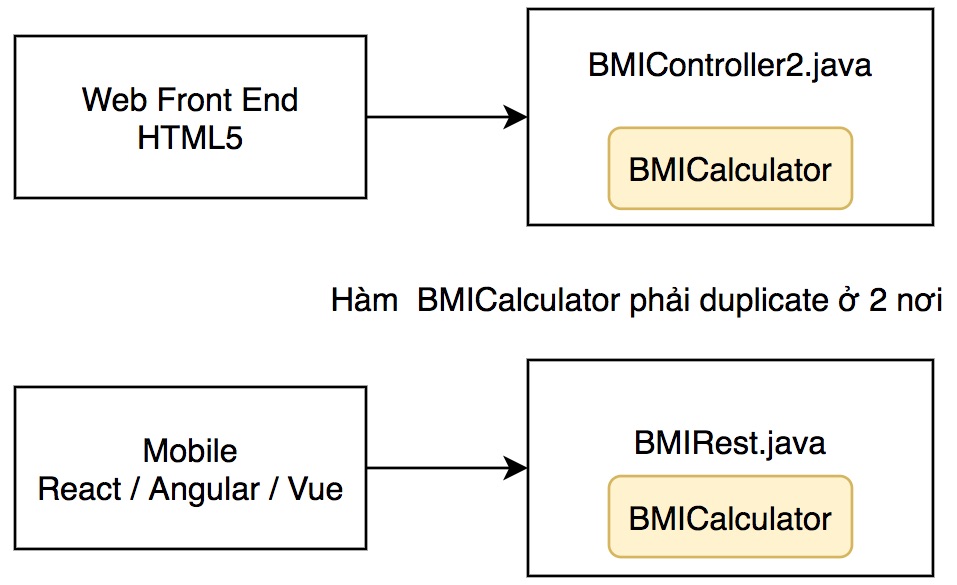 Web Front End
HTML5
BMIController2.java
BMICalculator
Hàm BMICalculator phải duplicate ở 2 nơi
Mobile
React / Angular / Vue
BMIRest.java
BMICalculator